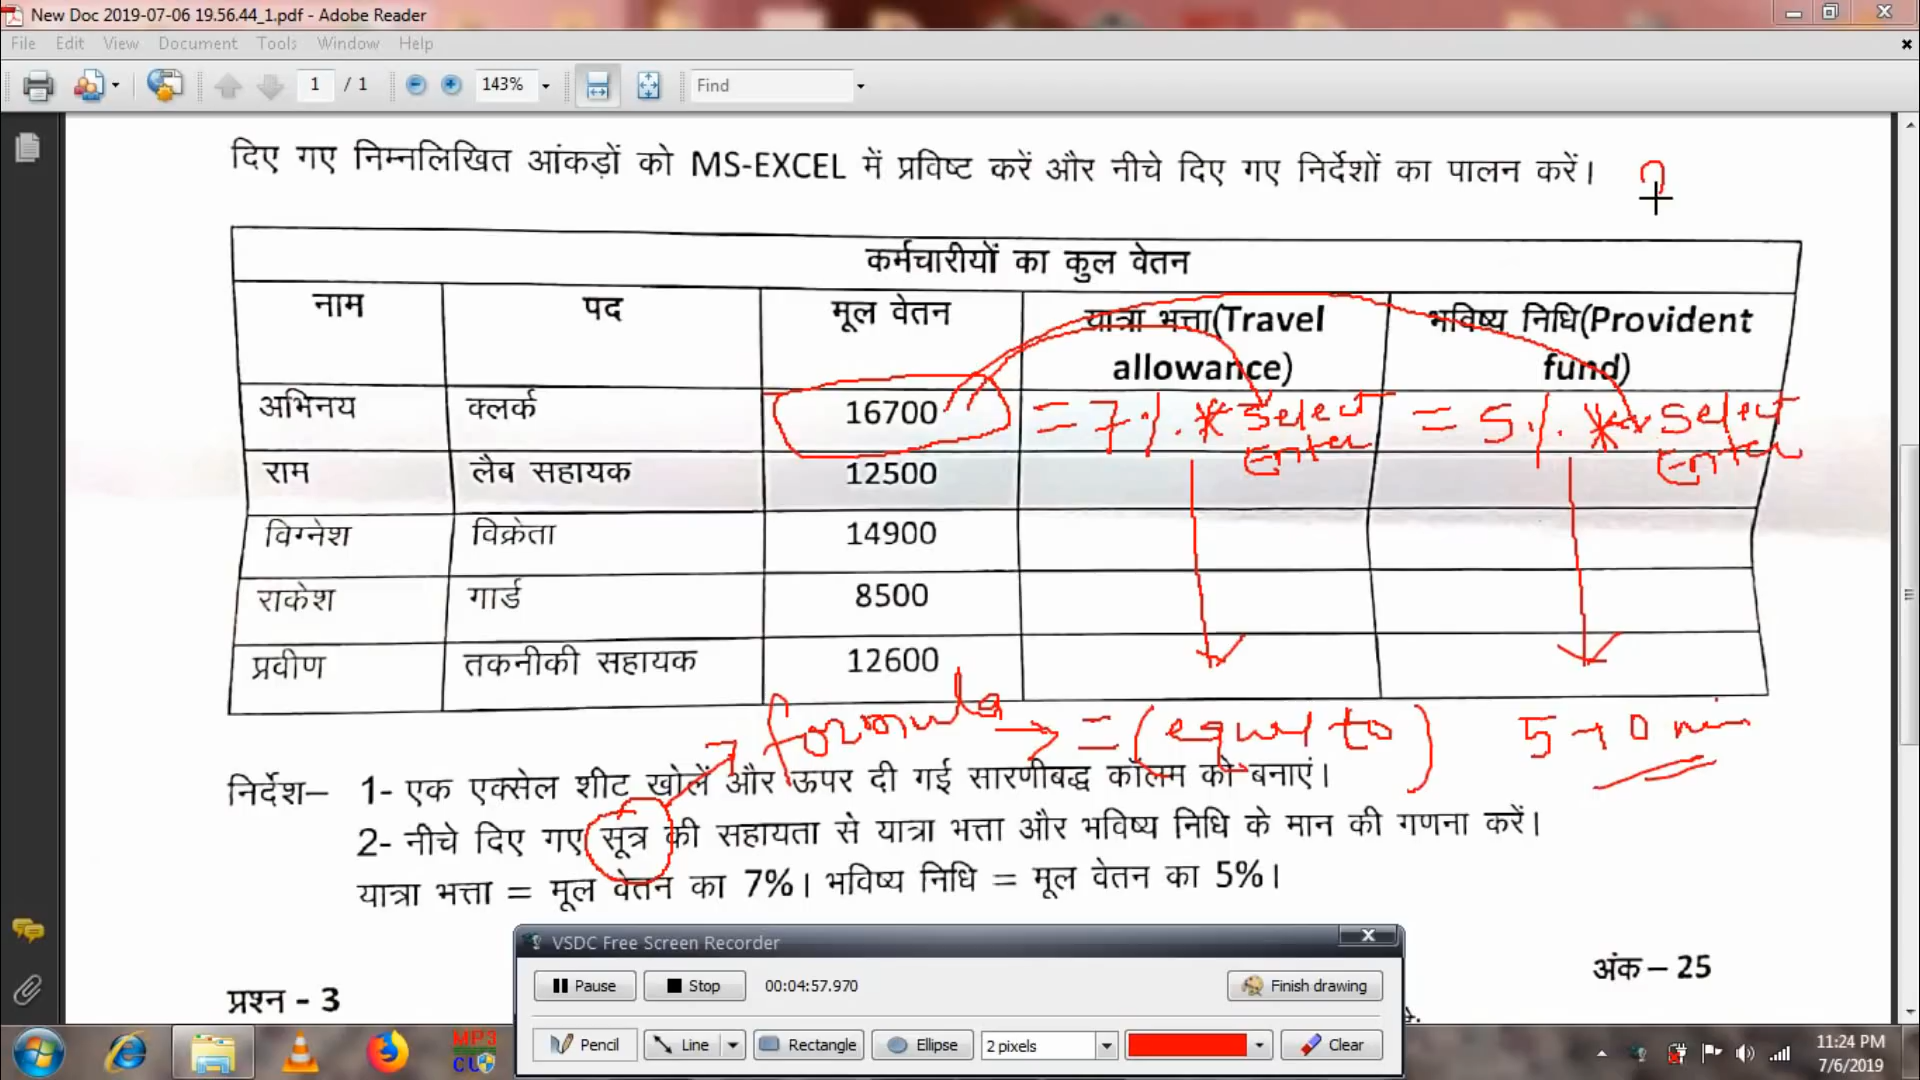 New Doc 2019-07-06 19.56.44_1.pdf - Adobe Reader
File Edit View Document Tools Window Help
1 / 1 143% Find
दिए गए निम्नलिखित आंकड़ों को MS-EXCEL में प्रविष्ट करें और नीचे दिए गए निर्देशों का पालन करें।
कर्मचारीयों का कुल वेतन
नाम पद मूल वेतन यात्रा भत्ता(Travel allowance) भविष्य निधि(Provident fund)
अभिनय क्लर्क 16700 = 7%.* Select Enter = 5%.* Select Enter
राम लैब सहायक 12500
विग्नेश विक्रेता 14900
राकेश गार्ड 8500
प्रवीण तकनीकी सहायक 12600
formula = (equal to) 5 10 min
निर्देश– 1- एक एक्सेल शीट खोलें और ऊपर दी गई सारणीबद्ध कॉलम को बनाएं।
2- नीचे दिए गए सूत्र की सहायता से यात्रा भत्ता और भविष्य निधि के मान की गणना करें।
यात्रा भत्ता = मूल वेतन का 7%। भविष्य निधि = मूल वेतन का 5%।
अंक – 25
प्रश्न - 3
VSDC Free Screen Recorder
Pause Stop 00:04:57.970 Finish drawing
Pencil Line Rectangle Ellipse 2 pixels Clear
MP3
CU
11:24 PM
7/6/2019